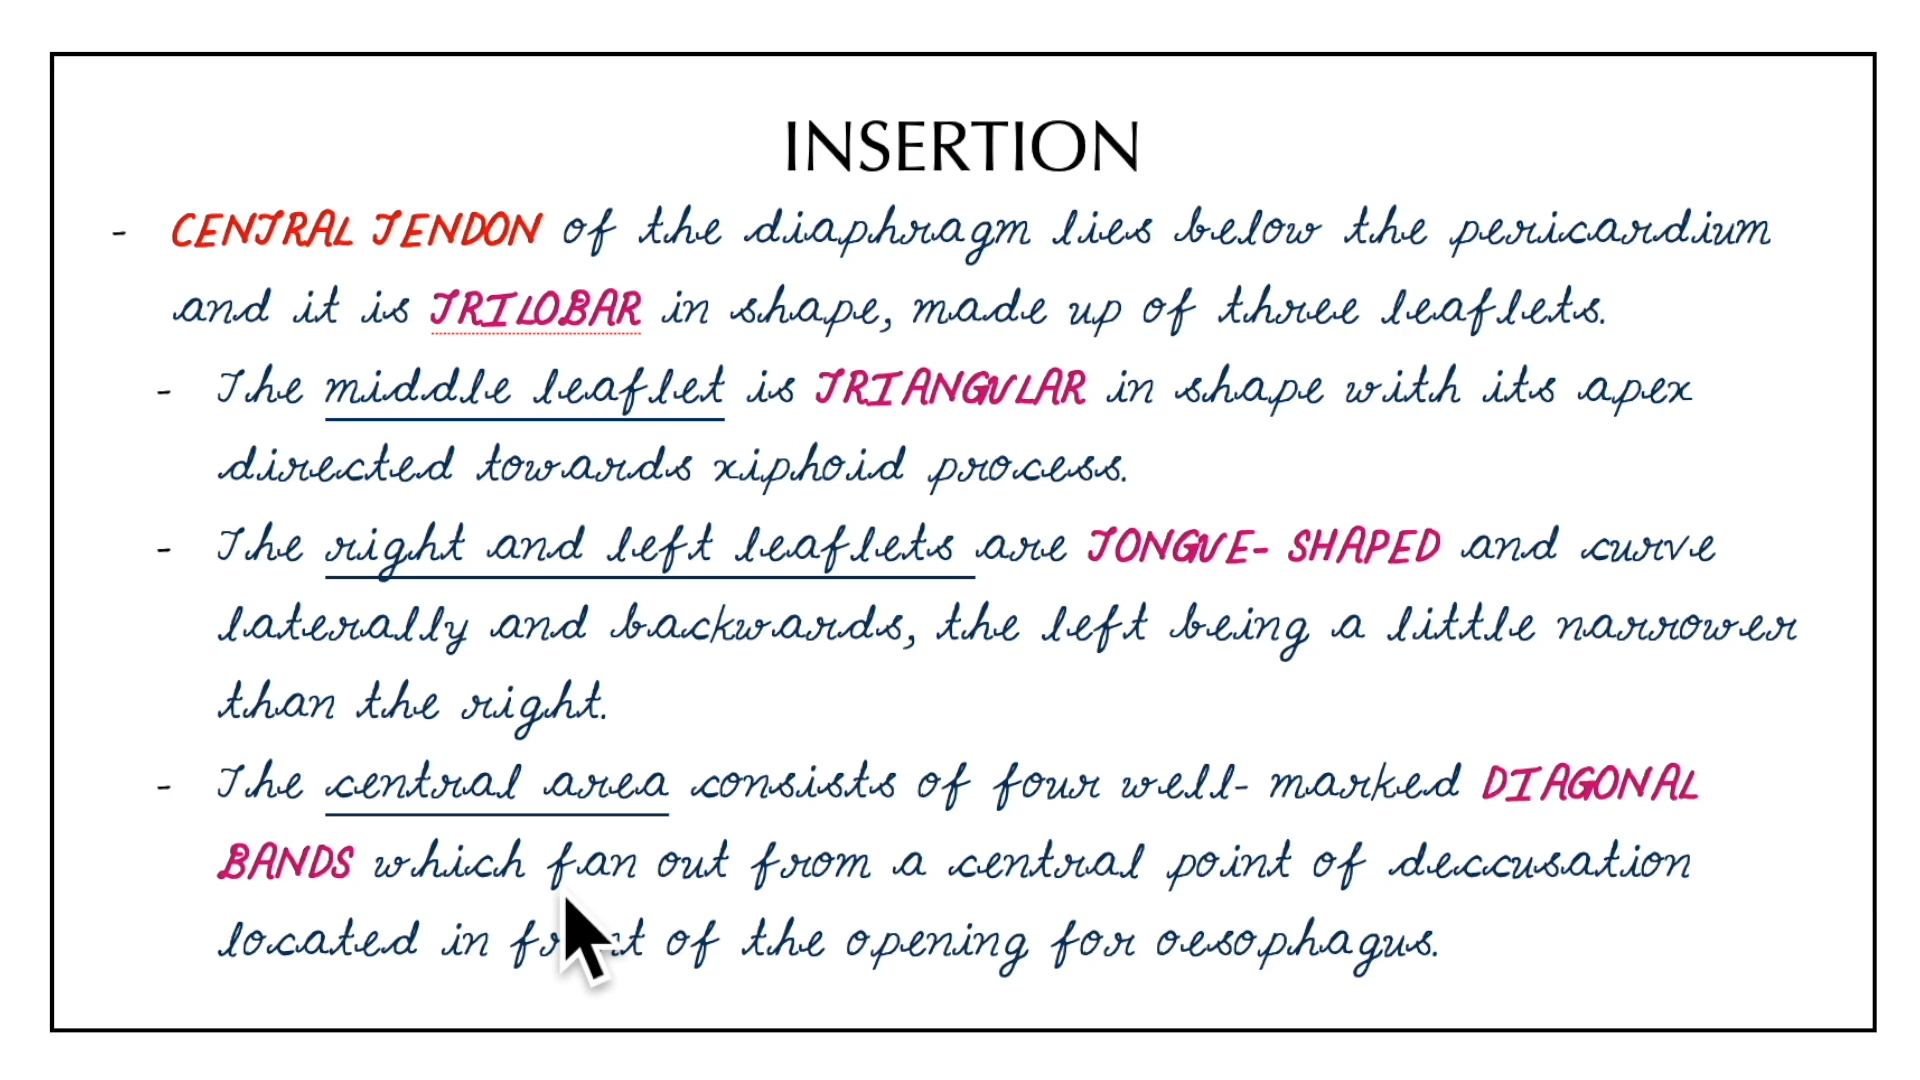 INSERTION
- CENTRAL TENDON of the diaphragm lies below the pericardium
and it is TRILOBAR in shape, made up of three leaflets.
- The middle leaflet is TRIANGULAR in shape with its apex
directed towards xiphoid process.
- The right and left leaflets are TONGUE- SHAPED and curve
laterally and backwards, the left being a little narrower
than the right.
- The central area consists of four well- marked DIAGONAL
BANDS which fan out from a central point of deccusation
located in front of the opening for oesophagus.